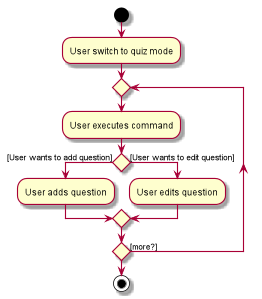 User switch to quiz mode
User executes command
[User wants to add question]
[User wants to edit question]
User adds question
User edits question
[more?]